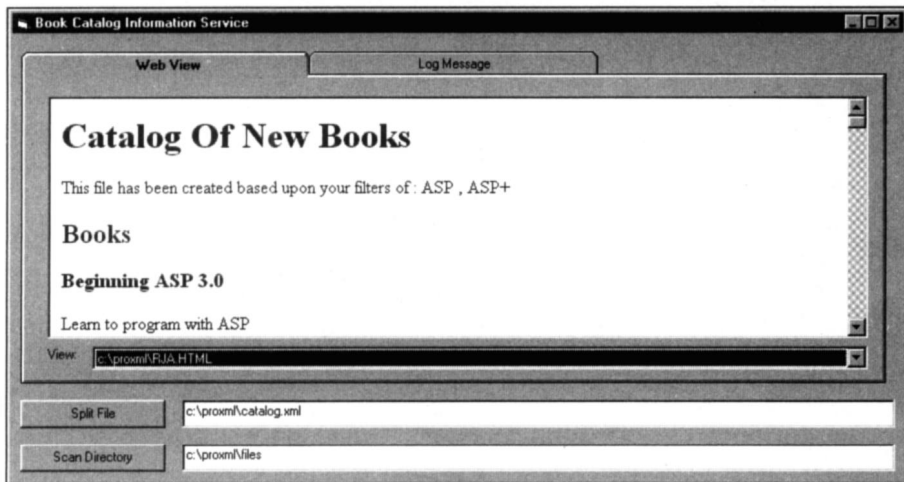 Book Catalog Information Service
Web View
Log Message
Catalog Of New Books
This file has been created based upon your filters of : ASP , ASP+
Books
Beginning ASP 3.0
Learn to program with ASP
View:
c:\proxml\RJA.HTML
Split File
c:\proxml\catalog.xml
Scan Directory
c:\proxml\files